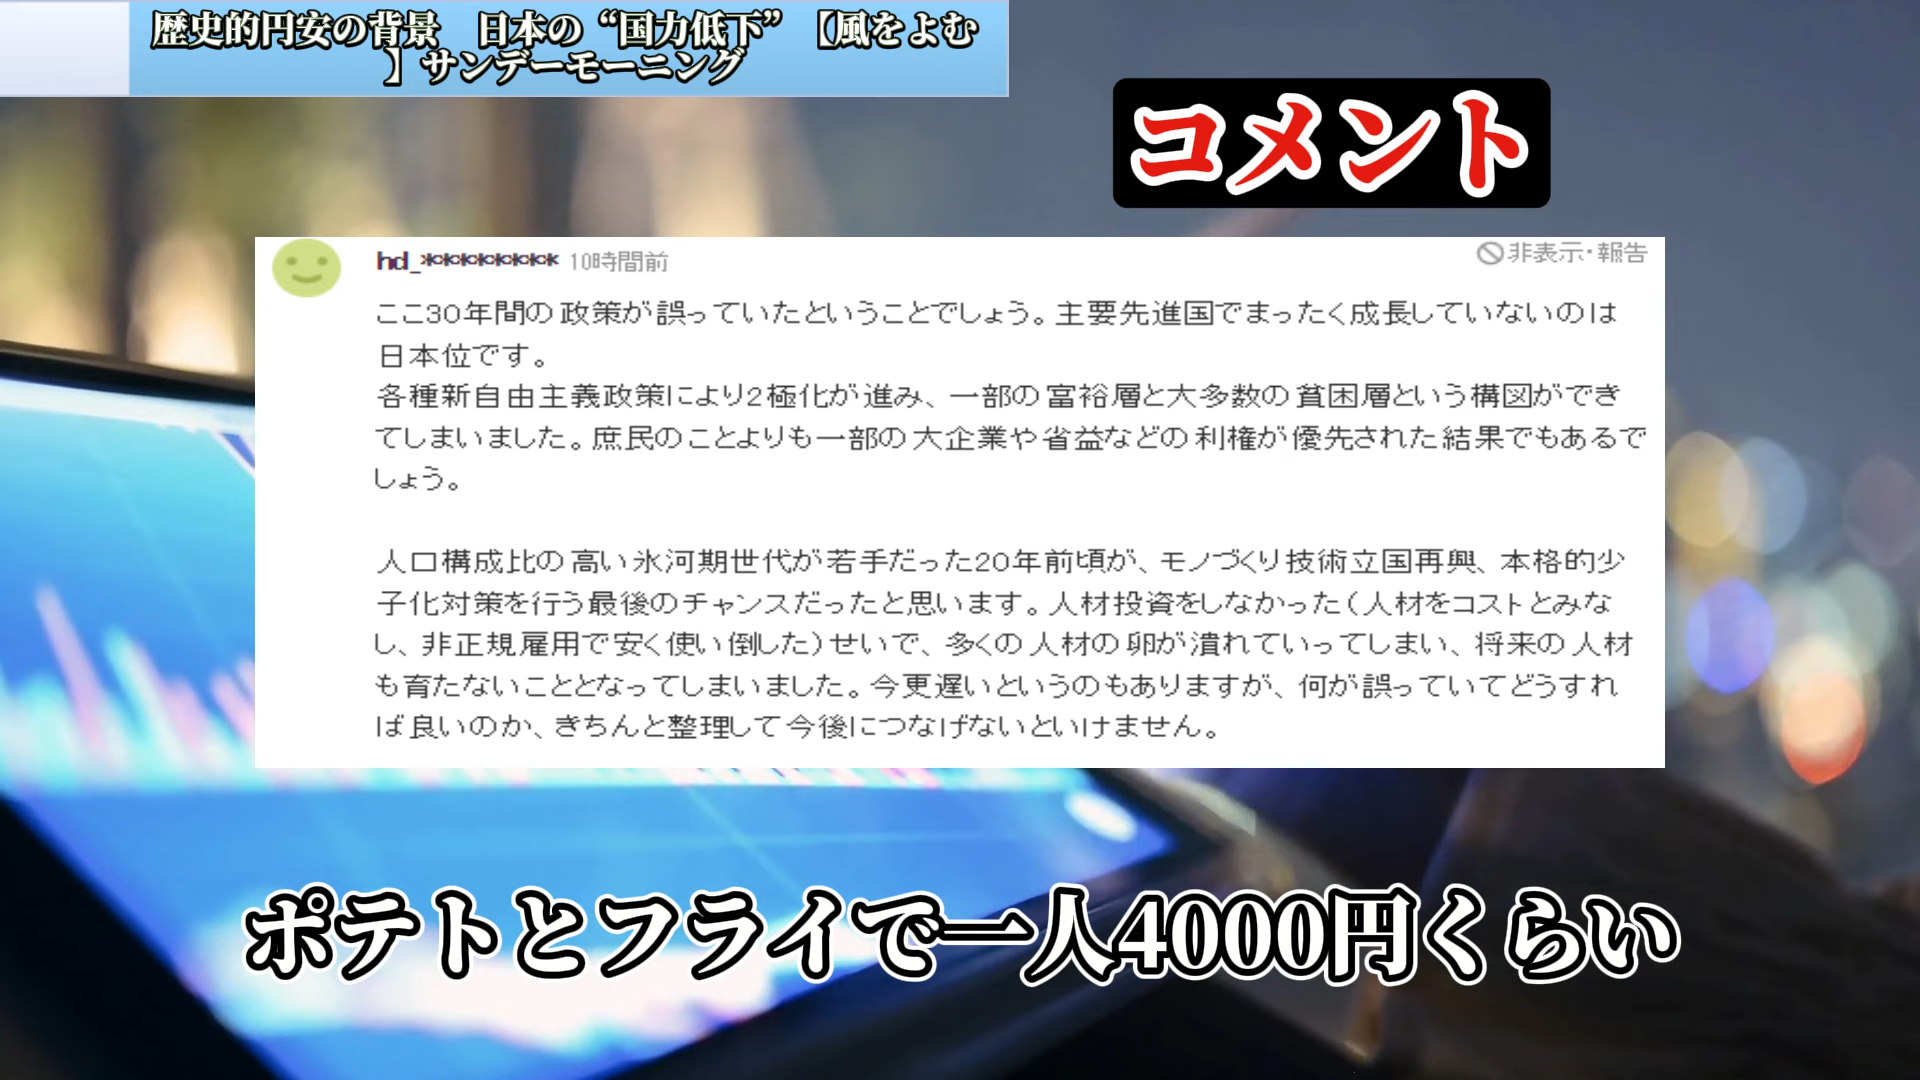 歴史的円安の背景　日本の“国力低下”【風をよむ
】サンデーモーニング
コメント
hd_********* 10時間前
非表示・報告
ここ30年間の政策が誤っていたということでしょう。主要先進国でまったく成長していないのは
日本位です。
各種新自由主義政策により2極化が進み、一部の富裕層と大多数の貧困層という構図ができ
てしまいました。庶民のことよりも一部の大企業や省益などの利権が優先された結果でもあるで
しょう。
人口構成比の高い氷河期世代が若手だった20年前頃が、モノづくり技術立国再興、本格的少
子化対策を行う最後のチャンスだったと思います。人材投資をしなかった(人材をコストとみな
し、非正規雇用で安く使い倒した)せいで、多くの人材の卵が潰れていってしまい、将来の人材
も育たないこととなってしまいました。今更遅いというのもありますが、何が誤っていてどうすれ
ば良いのか、きちんと整理して今後につなげないといけません。
ポテトとフライで一人4000円くらい